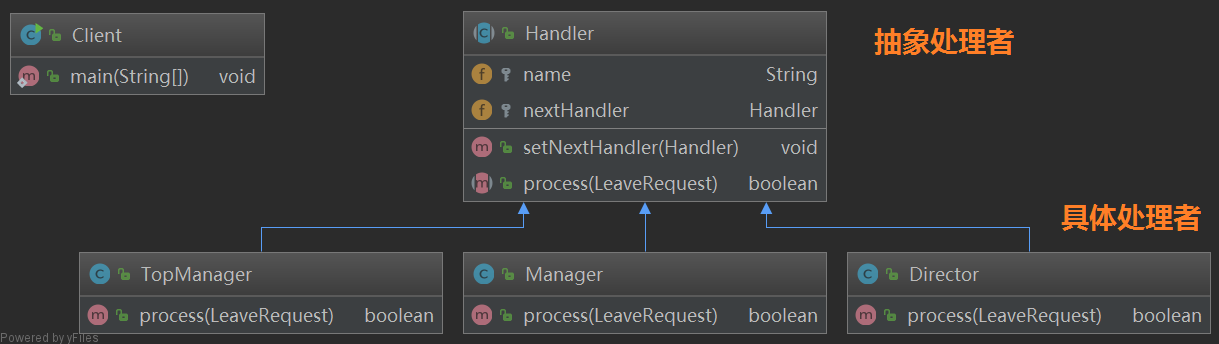 Client
main(String[]) void
Handler
name String
nextHandler Handler
setNextHandler(Handler) void
process(LeaveRequest) boolean
抽象处理者
具体处理者
TopManager
process(LeaveRequest) boolean
Manager
process(LeaveRequest) boolean
Director
process(LeaveRequest) boolean
Powered by yFiles